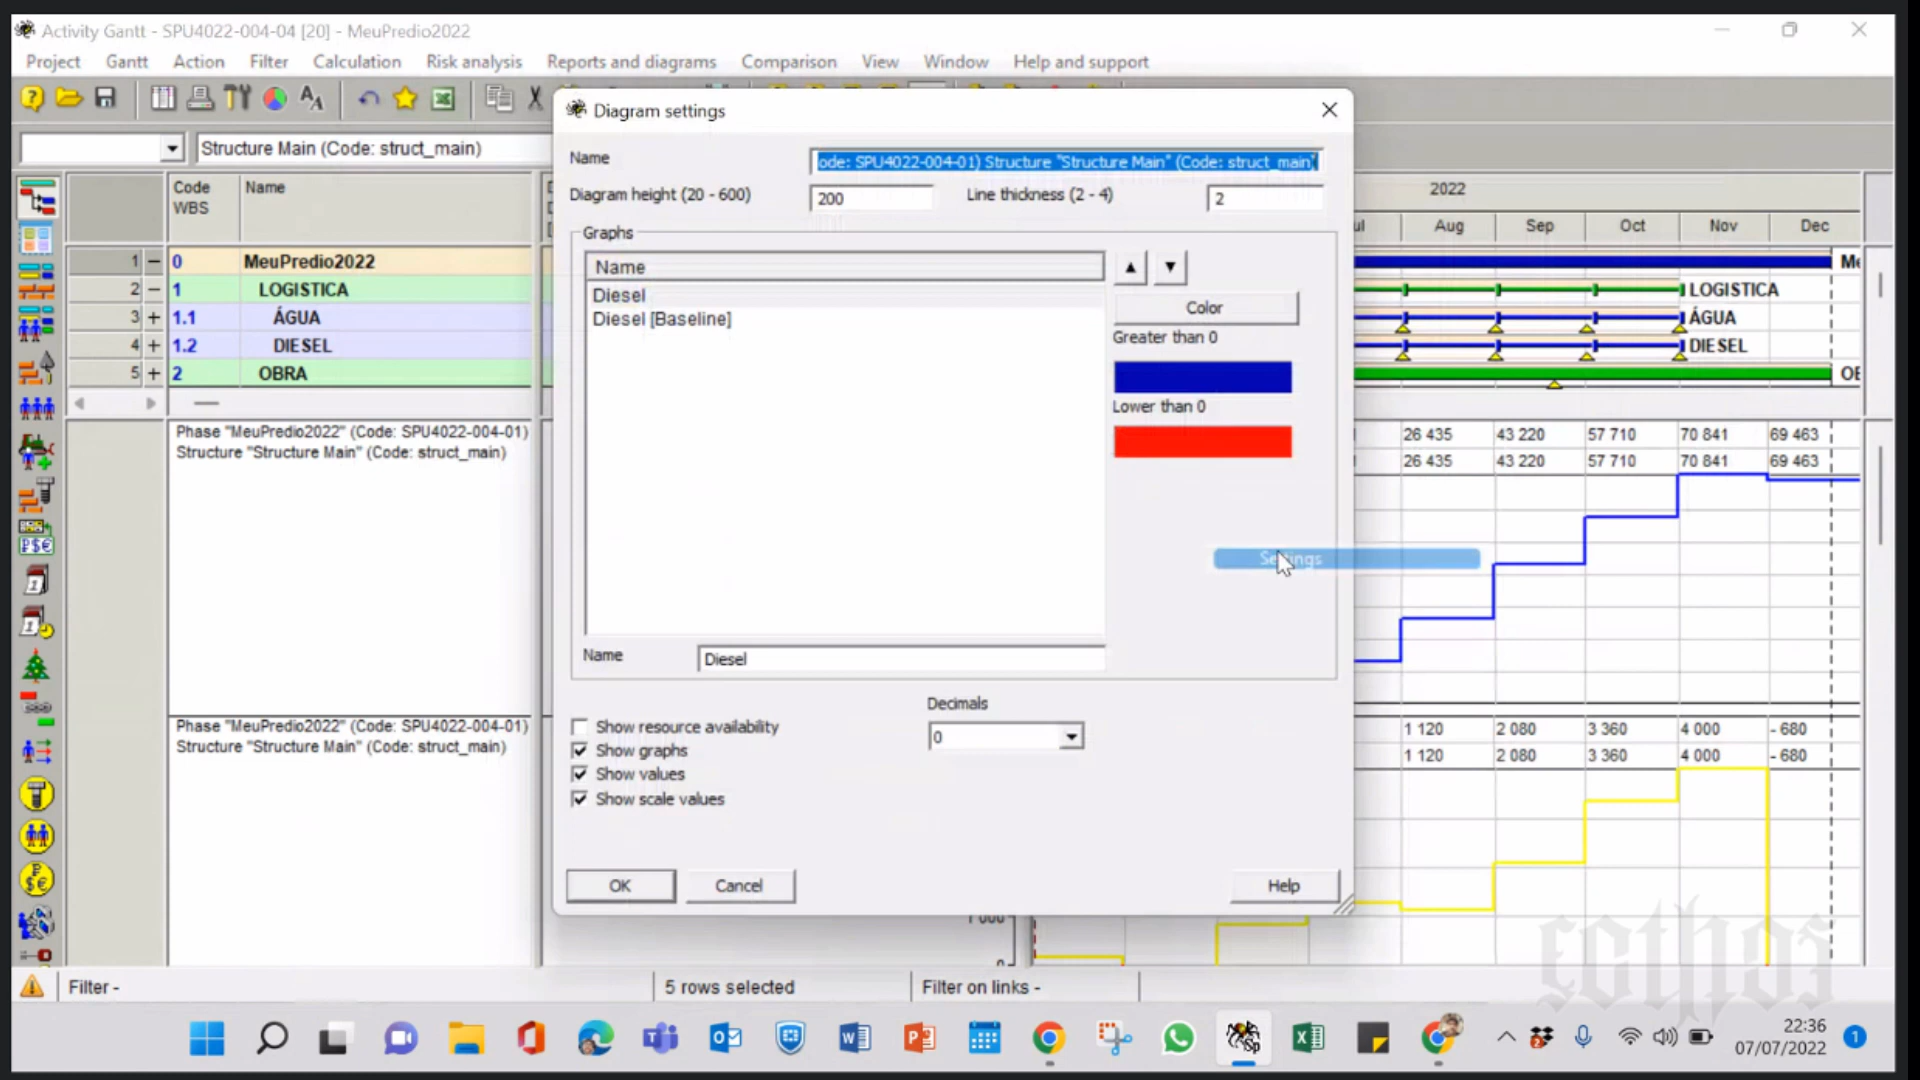 Activity Gantt - SPU4022-004-04 [20] - MeuPredio2022
Project Gantt Action Filter Calculation Risk analysis Reports and diagrams Comparison View Window Help and support
Structure Main (Code: struct_main)
Diagram settings
Name ode: SPU4022-004-01) Structure "Structure Main" (Code: struct_main)
Diagram height (20 - 600) 200 Line thickness (2 - 4) 2
Graphs
Name
Diesel
Diesel [Baseline]
Color
Greater than 0
Lower than 0
Settings
Name Diesel
Decimals
0
Show resource availability
Show graphs
Show values
Show scale values
OK Cancel Help
Code WBS Name
1 0 MeuPredio2022
2 1 LOGISTICA
3 1.1 ÁGUA
4 1.2 DIESEL
5 2 OBRA
2022
Aug Sep Oct Nov Dec
LOGISTICA
ÁGUA
DIESEL
Phase "MeuPredio2022" (Code: SPU4022-004-01)
Structure "Structure Main" (Code: struct_main)
26 435 43 220 57 710 70 841 69 463
26 435 43 220 57 710 70 841 69 463
Phase "MeuPredio2022" (Code: SPU4022-004-01)
Structure "Structure Main" (Code: struct_main)
1 120 2 080 3 360 4 000 - 680
1 120 2 080 3 360 4 000 - 680
1 000
0
Filter - 5 rows selected Filter on links -
22:36
07/07/2022
1